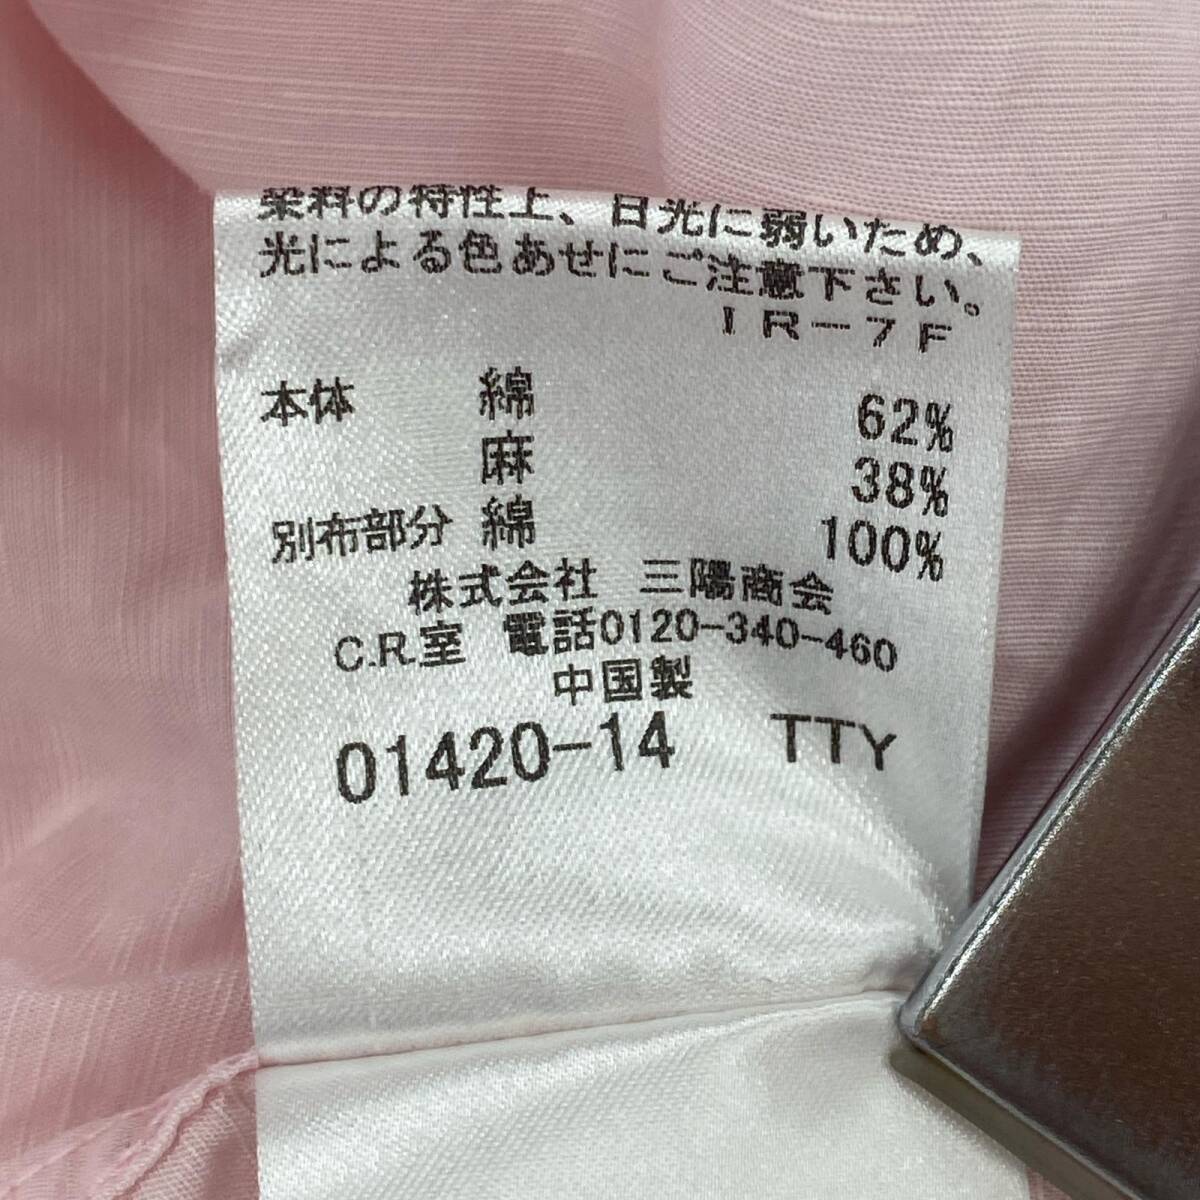 染料の特性上、日光に弱いため、
光による色あせにご注意下さい。
IR-7F
本体 綿 62%
麻 38%
別布部分 綿 100%
株式会社 三陽商会
C.R.室 電話0120-340-460
中国製
01420-14 TTY